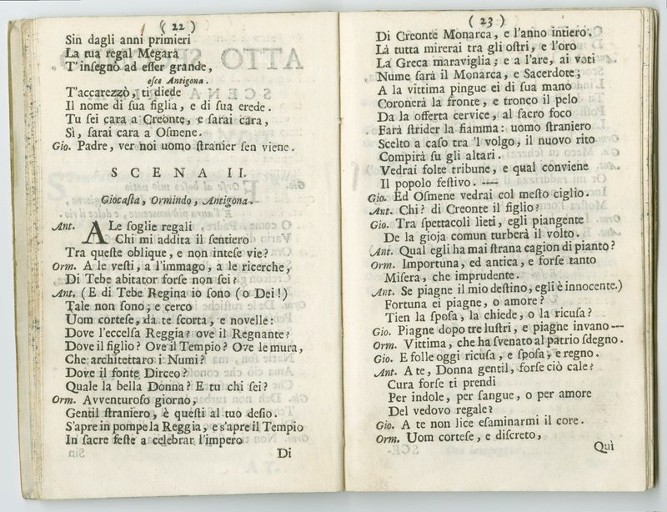 ( 22 )
Sin dagli anni primieri
La tua regal Megara
T'insegnò ad esser grande,
esce Antigona.
T'accarezzò, ti diede
Il nome di sua figlia, e di sua erede.
Tu sei cara a Creonte, e sarai cara,
Sì, sarai cara a Osmene.
Gio. Padre, ver noi uomo stranier sen viene.
SCENA II.
Giocasta, Ormindo, Antigona.
Ant. A Le soglie regali
Chi mi addita il sentiero
Tra queste oblique, e non intese vie?
Orm. A le vesti, a l'immago, a le ricerche,
Di Tebe abitator forse non sei?
Ant. (E di Tebe Regina io sono (o Dei!)
Tale non sono, e cerco
Uom cortese, da te scorta, e novelle:
Dove l'eccelsa Reggia? ove il Regnante?
Dove il figlio? Ove il Tempio? Ove le mura,
Che architettaro i Numi?
Dove il fonte Dirceo?
Quale la bella Donna? E tu chi sei?
Orm. Avventuroso giorno,
Gentil straniero, è questi al tuo desio.
S'apre in pompe la Reggia, e s'apre il Tempio
In sacre feste a celebrar l'impero
Di
( 23 )
Di Creonte Monarca, e l'anno intiero.
Là tutta mirerai tra gli ostri, e l'oro
La Greca maraviglia; e a l'are, ai voti
Nume sarà il Monarca, e Sacerdote;
A la vittima pingue ei di sua mano
Coronerà la fronte, e tronco il pelo
Da la offerta cervice, al sacro foco
Farà strider la fiamma: uomo straniero
Scelto a caso tra 'l volgo, il nuovo rito
Compirà su gli altari.
Vedrai folte tribune, e qual conviene
Il popolo festivo. —
Gio. Ed Osmene vedrai col mesto ciglio.
Ant. Chi? di Creonte il figlio?
Gio. Tra spettacoli lieti, egli piangente
De la gioja comun turberà il volto.
Ant. Qual egli ha mai strana cagion di pianto?
Orm. Importuna, ed antica, e forse tanto
Misera, che imprudente.
Ant. Se piagne il mio destino, egli è innocente.)
Fortuna ei piagne, o amore?
Tien la sposa, la chiede, o la ricusa?
Gio. Piagne dopo tre lustri, e piagne invano —
Orm. Vittima, che ha svenato al patrio sdegno.
Gio. E folle oggi ricusa, e sposa, e regno.
Ant. A te, Donna gentil, forse ciò cale?
Cura forse ti prendi
Per indole, per sangue, o per amore
Del vedovo regale?
Gio. A te non lice esaminarmi il core.
Orm. Uom cortese, e discreto,
Quì